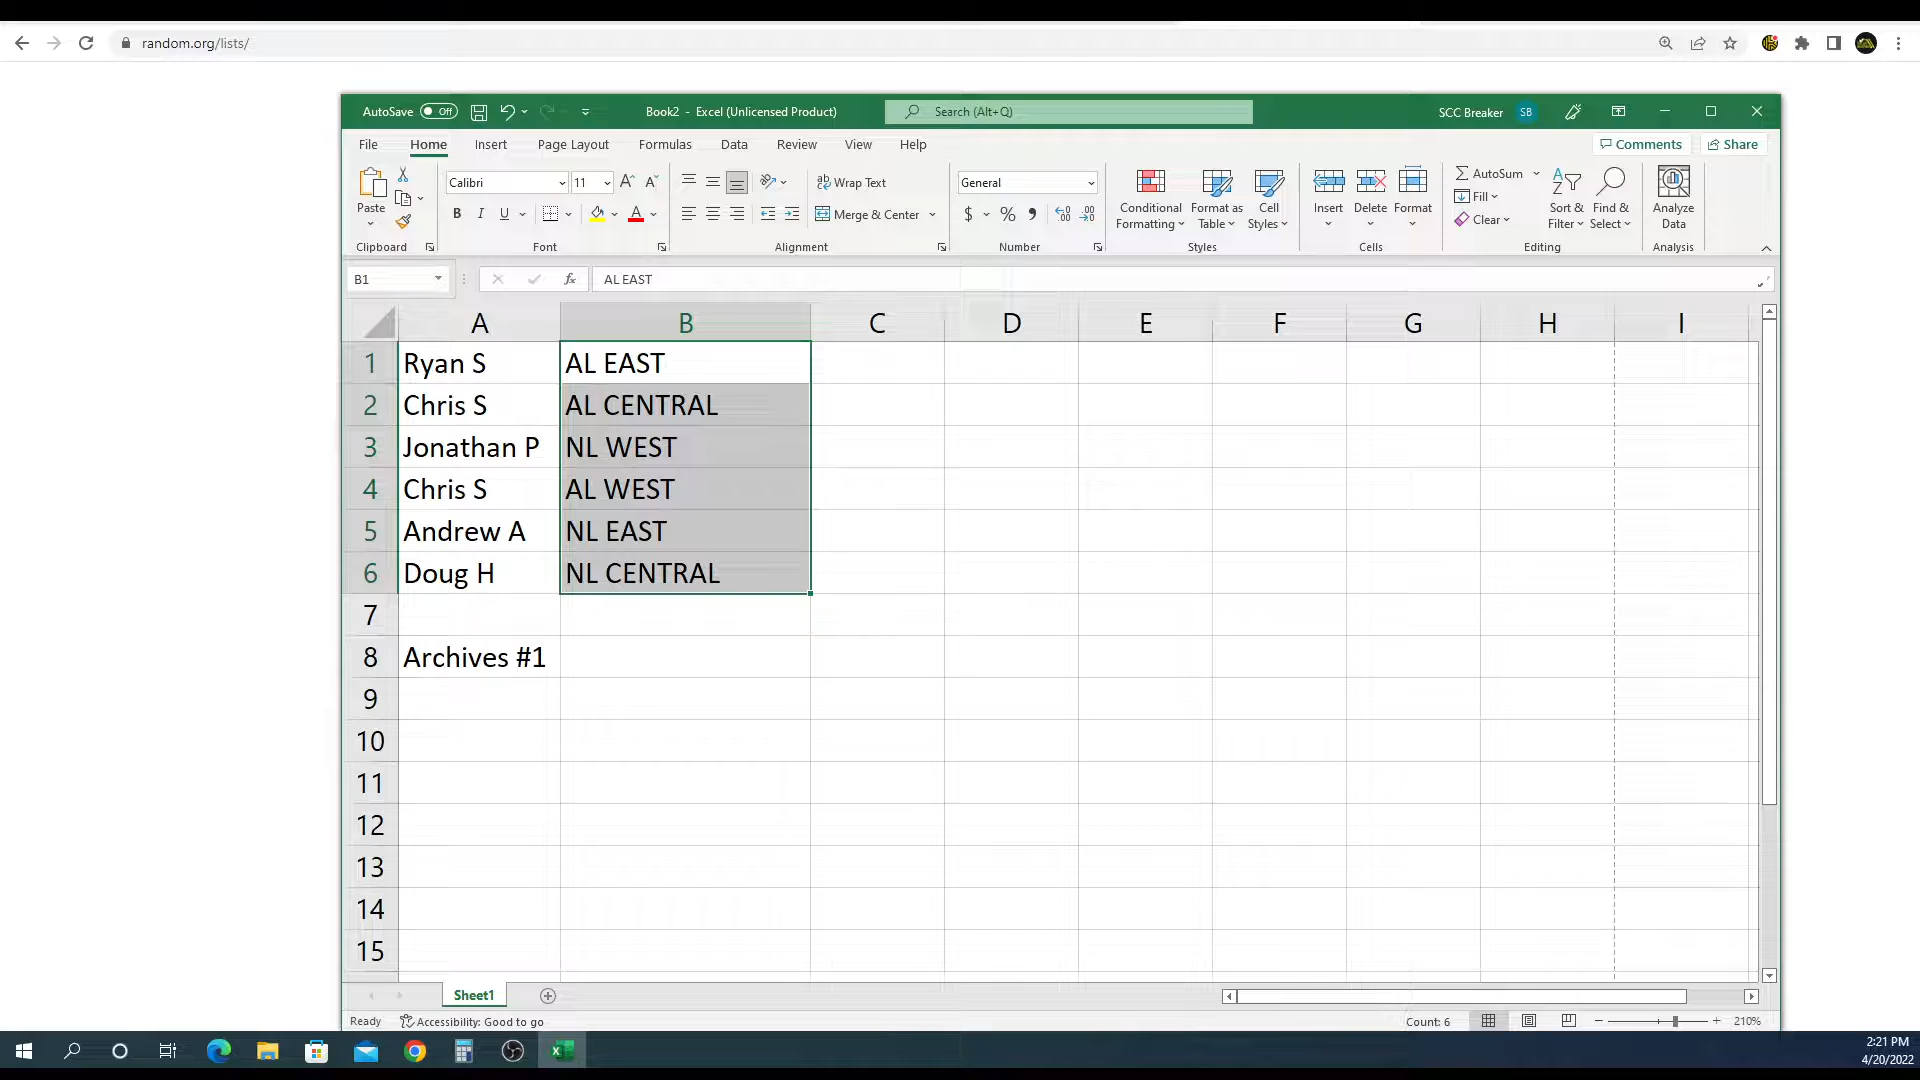 random.org/lists/
AutoSave Off Book2 - Excel (Unlicensed Product) Search (Alt+Q) SCC Breaker SB
File Home Insert Page Layout Formulas Data Review View Help Comments Share
Paste Calibri 11 Wrap Text General AutoSum
B I U Merge & Center $ % Conditional Formatting Format as Table Cell Styles Insert Delete Format Fill Clear Sort & Filter Find & Select Analyze Data
Clipboard Font Alignment Number Styles Cells Editing Analysis
B1 fx AL EAST
A B C D E F G H I
1 Ryan S AL EAST
2 Chris S AL CENTRAL
3 Jonathan P NL WEST
4 Chris S AL WEST
5 Andrew A NL EAST
6 Doug H NL CENTRAL
7
8 Archives #1
9
10
11
12
13
14
15
Sheet1
Ready Accessibility: Good to go Count: 6 210%
2:21 PM
4/20/2022